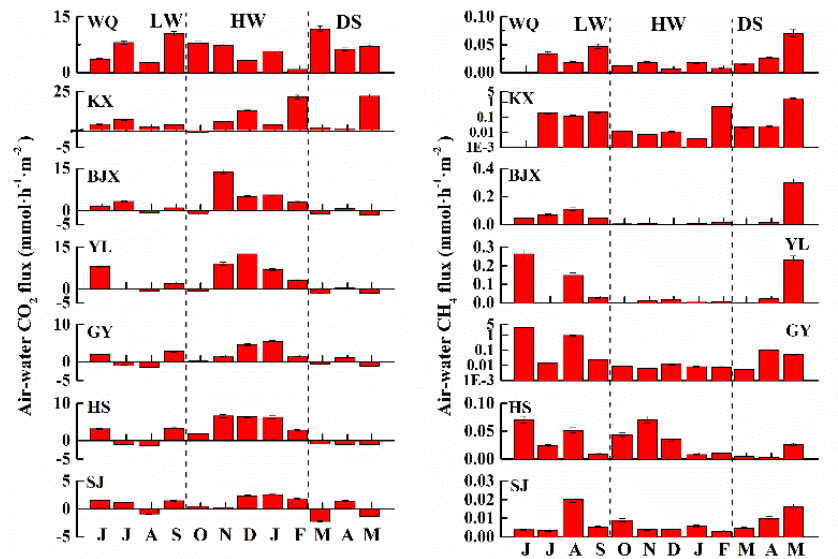 WQ LW HW DS
15
0
KX
25
0
-5
BJX
15
0
-5
YL
15
0
-5
GY
10
0
-5
HS
10
0
-5
SJ
5
0
-5
J J A S O N D J F M A M
Air-water CO2 flux (mmol·h-1·m-2)
WQ LW HW DS
0.10
0.05
0.00
KX
5
1
0.01
1E-3
BJX
0.4
0.2
0.0
YL
0.3
0.2
0.1
0.0
GY
5
1
0.01
1E-3
HS
0.10
0.05
0.00
SJ
0.03
0.02
0.01
0.00
J J A S O N D J F M A M
Air-water CH4 flux (mmol·h-1·m-2)